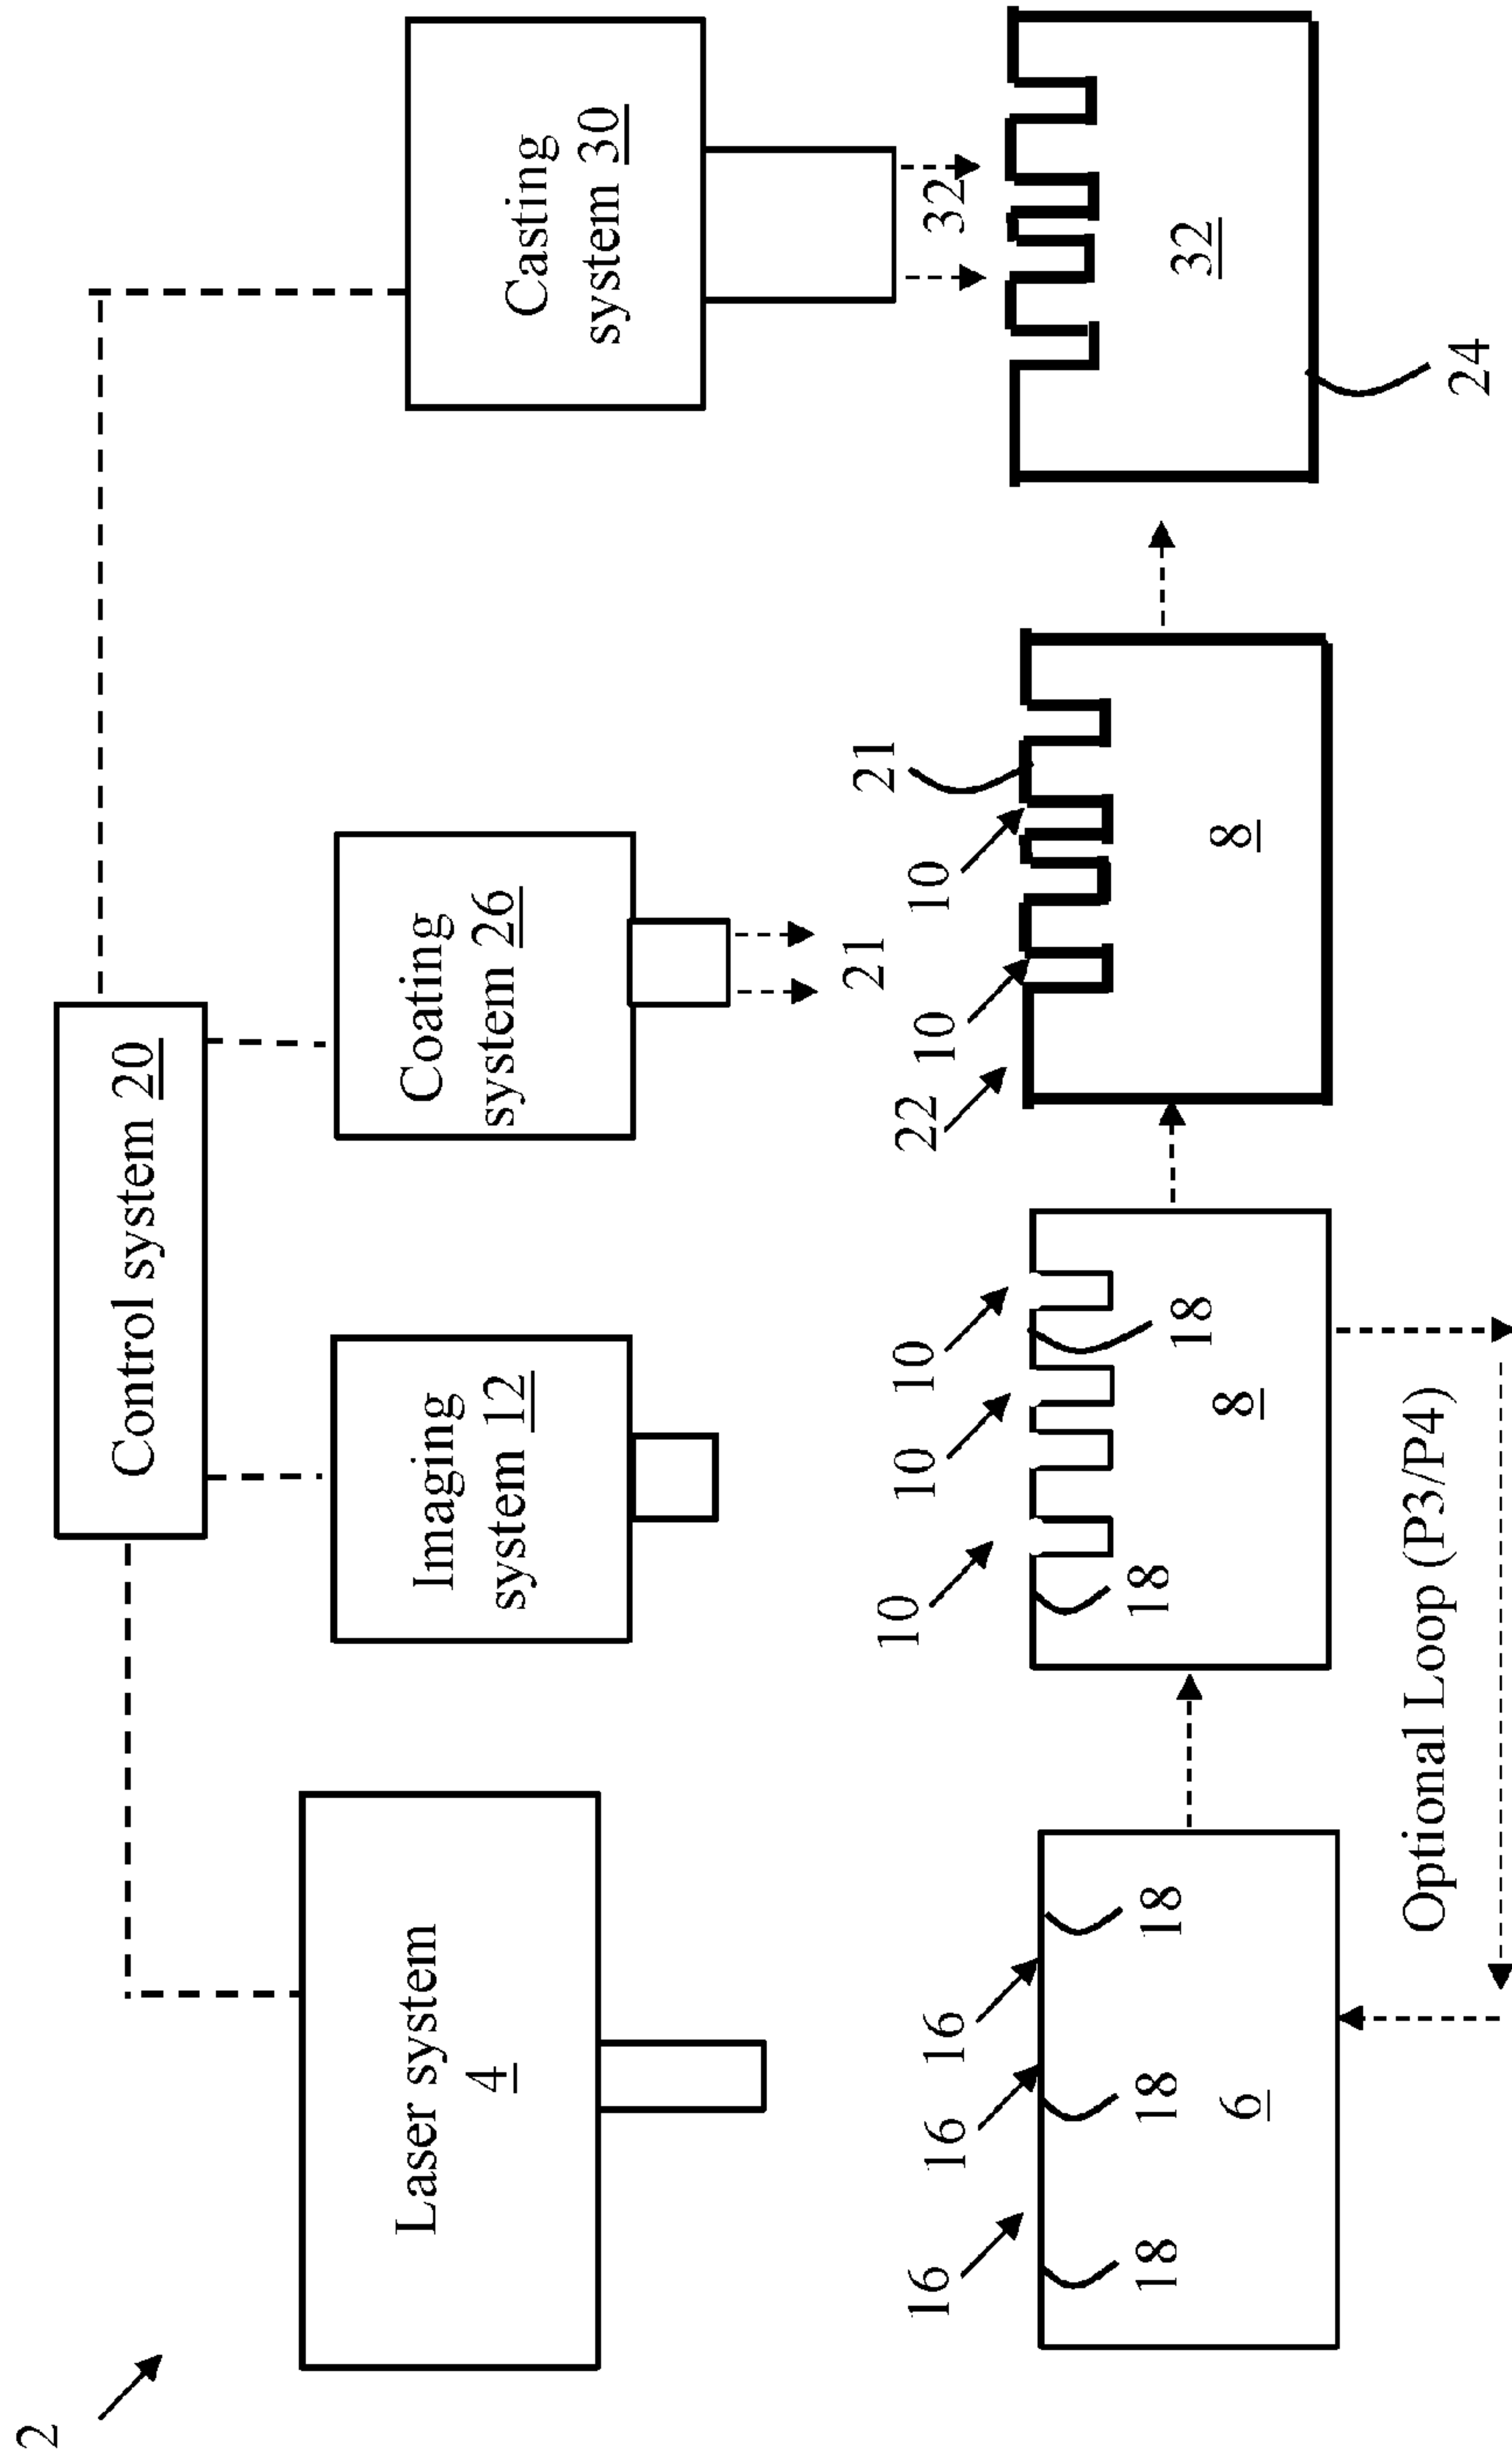 2
Control system 20
Laser system
4
Imaging
system 12
Coating
system 26
Casting
system 30
21
32
16
16
16
18
18
18
6
10
10
10
18
18
8
22
10
10
21
8
32
24
Optional Loop (P3/P4)